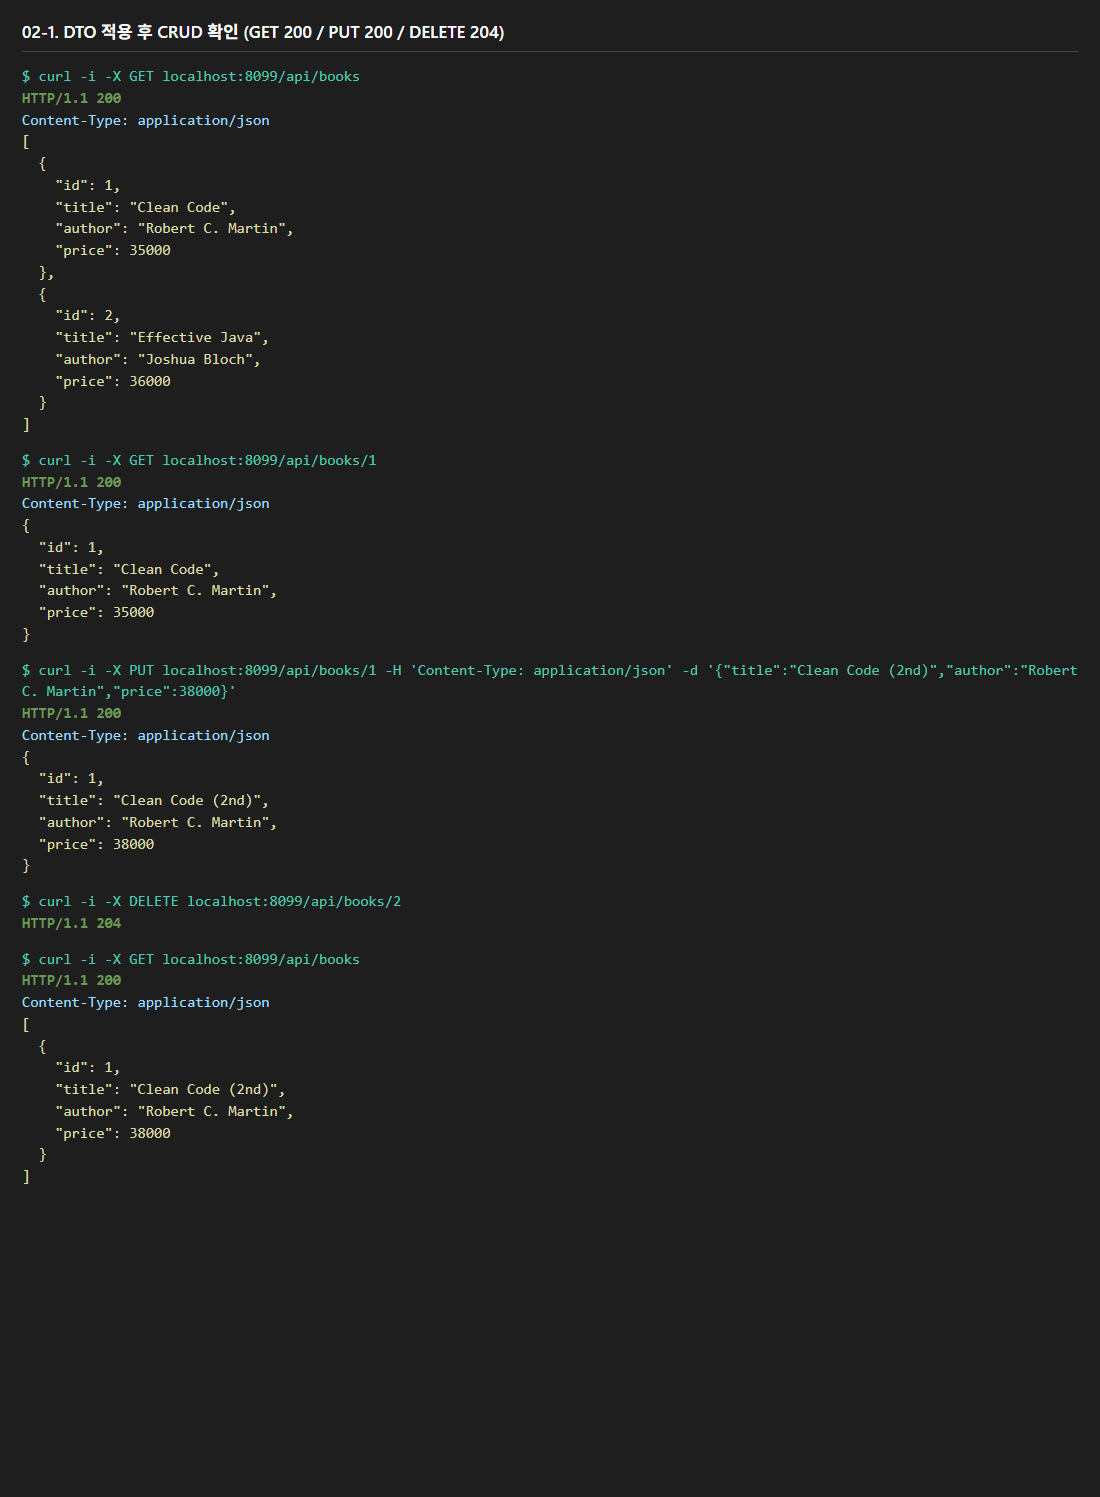 02-1. DTO 적용 후 CRUD 확인 (GET 200 / PUT 200 / DELETE 204)
$ curl -i -X GET localhost:8099/api/books
HTTP/1.1 200
Content-Type: application/json
[
  {
    "id": 1,
    "title": "Clean Code",
    "author": "Robert C. Martin",
    "price": 35000
  },
  {
    "id": 2,
    "title": "Effective Java",
    "author": "Joshua Bloch",
    "price": 36000
  }
]
$ curl -i -X GET localhost:8099/api/books/1
HTTP/1.1 200
Content-Type: application/json
{
  "id": 1,
  "title": "Clean Code",
  "author": "Robert C. Martin",
  "price": 35000
}
$ curl -i -X PUT localhost:8099/api/books/1 -H 'Content-Type: application/json' -d '{"title":"Clean Code (2nd)","author":"Robert
C. Martin","price":38000}'
HTTP/1.1 200
Content-Type: application/json
{
  "id": 1,
  "title": "Clean Code (2nd)",
  "author": "Robert C. Martin",
  "price": 38000
}
$ curl -i -X DELETE localhost:8099/api/books/2
HTTP/1.1 204
$ curl -i -X GET localhost:8099/api/books
HTTP/1.1 200
Content-Type: application/json
[
  {
    "id": 1,
    "title": "Clean Code (2nd)",
    "author": "Robert C. Martin",
    "price": 38000
  }
]